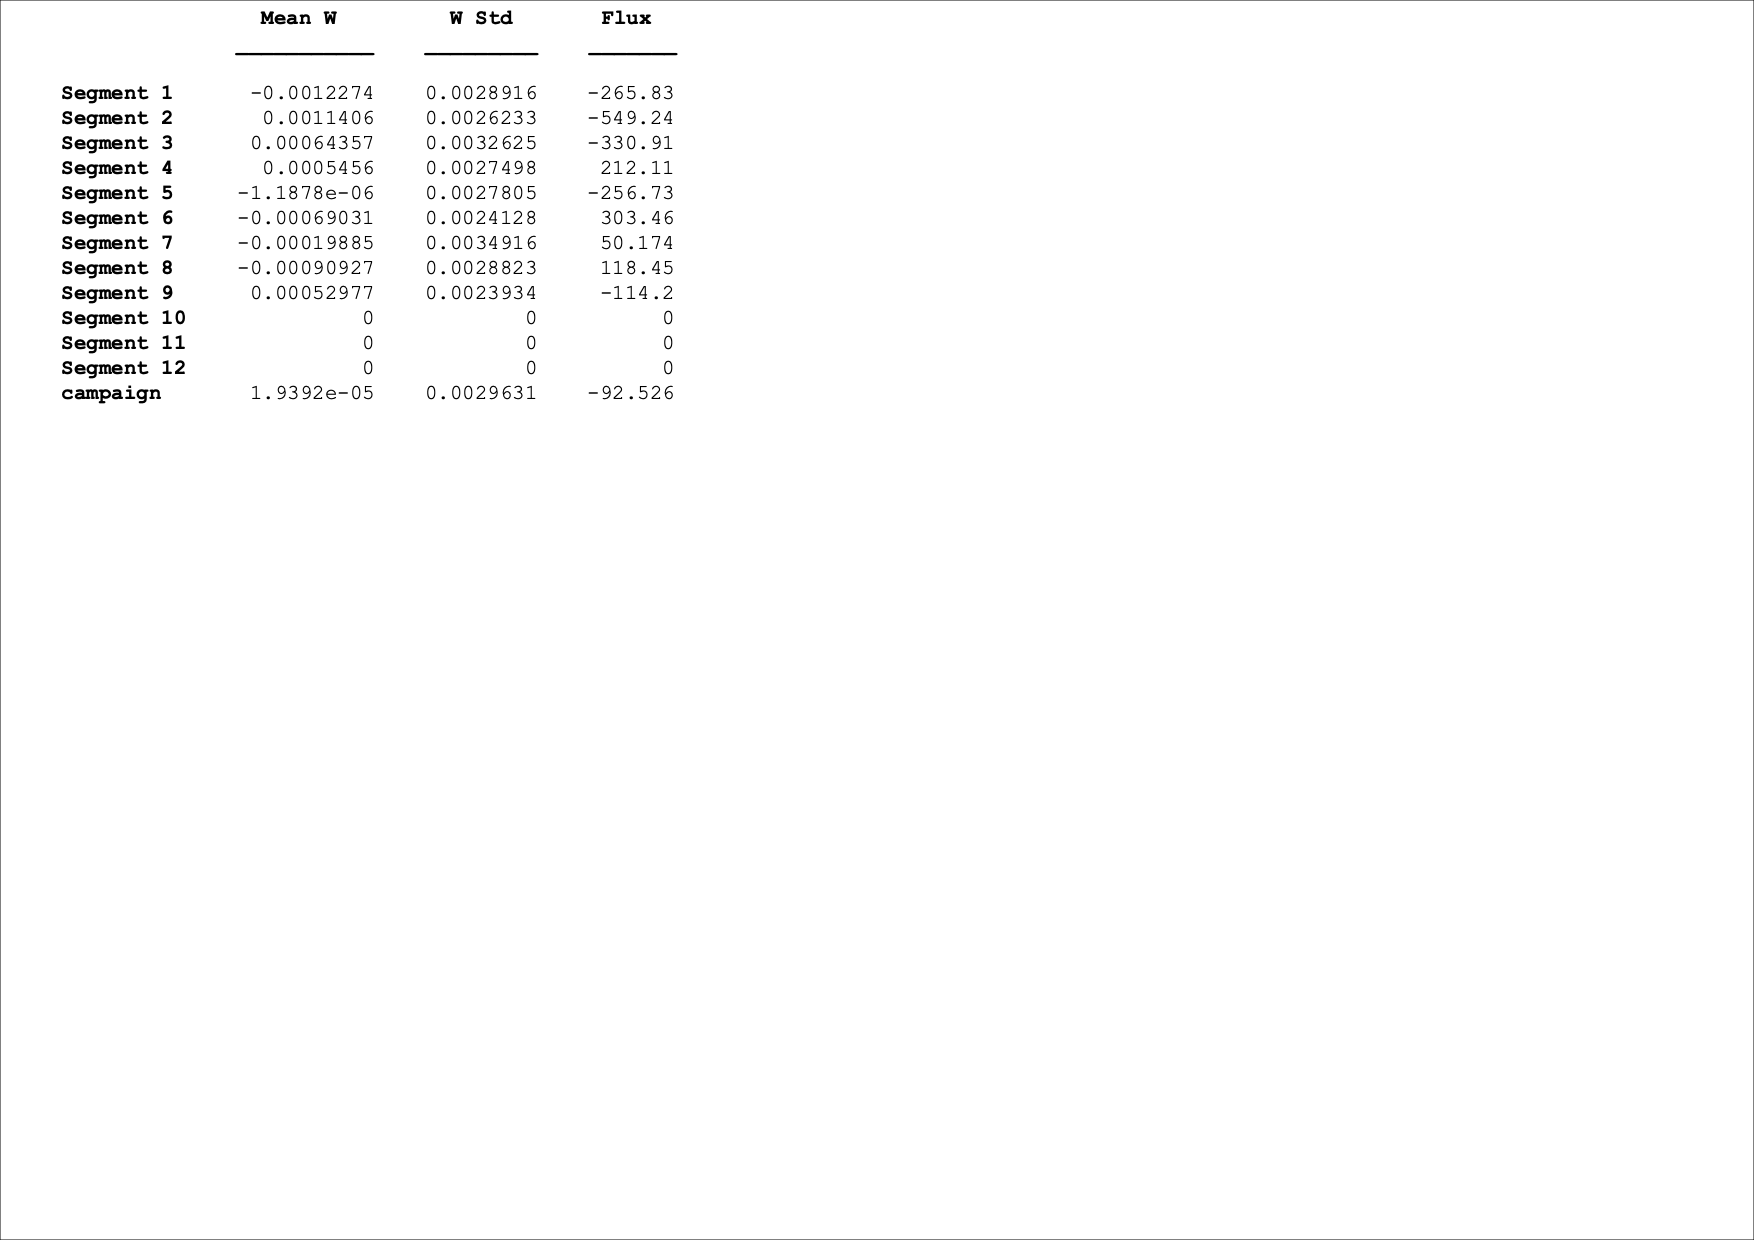 Mean W W Std Flux
Segment 1 -0.0012274 0.0028916 -265.83
Segment 2 0.0011406 0.0026233 -549.24
Segment 3 0.00064357 0.0032625 -330.91
Segment 4 0.0005456 0.0027498 212.11
Segment 5 -1.1878e-06 0.0027805 -256.73
Segment 6 -0.00069031 0.0024128 303.46
Segment 7 -0.00019885 0.0034916 50.174
Segment 8 -0.00090927 0.0028823 118.45
Segment 9 0.00052977 0.0023934 -114.2
Segment 10 0 0 0
Segment 11 0 0 0
Segment 12 0 0 0
campaign 1.9392e-05 0.0029631 -92.526